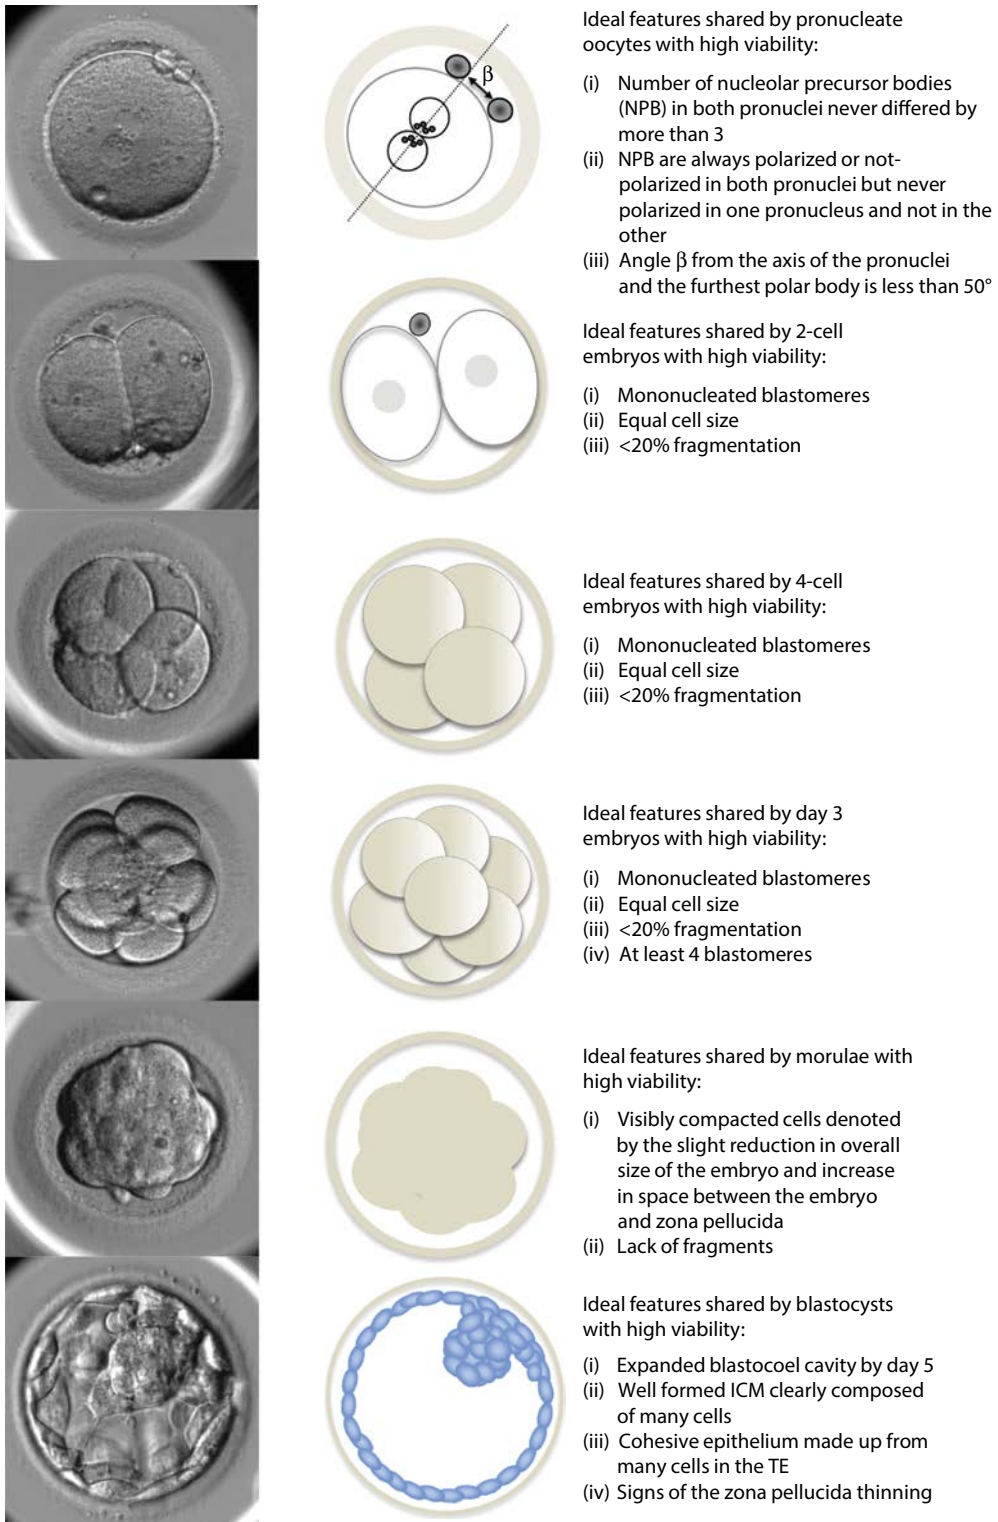 Ideal features shared by pronucleate
oocytes with high viability:
(i) Number of nucleolar precursor bodies
(NPB) in both pronuclei never differed by
more than 3
(ii) NPB are always polarized or not-
polarized in both pronuclei but never
polarized in one pronucleus and not in the
other
(iii) Angle β from the axis of the pronuclei
and the furthest polar body is less than 50°
β
Ideal features shared by 2-cell
embryos with high viability:
(i) Mononucleated blastomeres
(ii) Equal cell size
(iii) <20% fragmentation
Ideal features shared by 4-cell
embryos with high viability:
(i) Mononucleated blastomeres
(ii) Equal cell size
(iii) <20% fragmentation
Ideal features shared by day 3
embryos with high viability:
(i) Mononucleated blastomeres
(ii) Equal cell size
(iii) <20% fragmentation
(iv) At least 4 blastomeres
Ideal features shared by morulae with
high viability:
(i) Visibly compacted cells denoted
by the slight reduction in overall
size of the embryo and increase
in space between the embryo
and zona pellucida
(ii) Lack of fragments
Ideal features shared by blastocysts
with high viability:
(i) Expanded blastocoel cavity by day 5
(ii) Well formed ICM clearly composed
of many cells
(iii) Cohesive epithelium made up from
many cells in the TE
(iv) Signs of the zona pellucida thinning